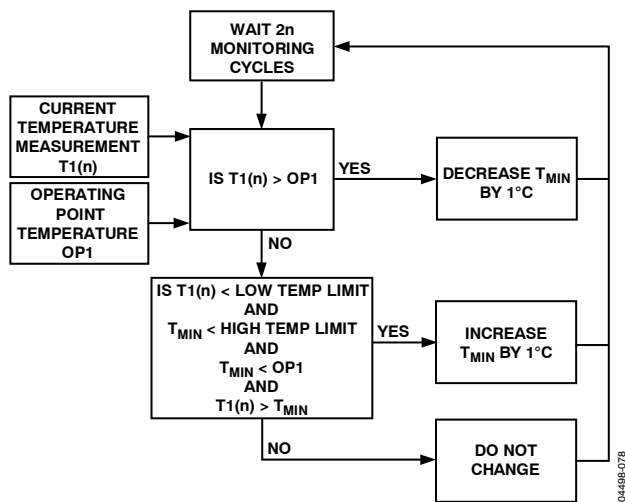 WAIT 2n
MONITORING
CYCLES
CURRENT
TEMPERATURE
MEASUREMENT
T1(n)
OPERATING
POINT
TEMPERATURE
OP1
IS T1(n) > OP1
YES
DECREASE TMIN
BY 1°C
NO
IS T1(n) < LOW TEMP LIMIT
AND
TMIN < HIGH TEMP LIMIT
AND
TMIN < OP1
AND
T1(n) > TMIN
YES
INCREASE
TMIN BY 1°C
NO
DO NOT
CHANGE
04498-078